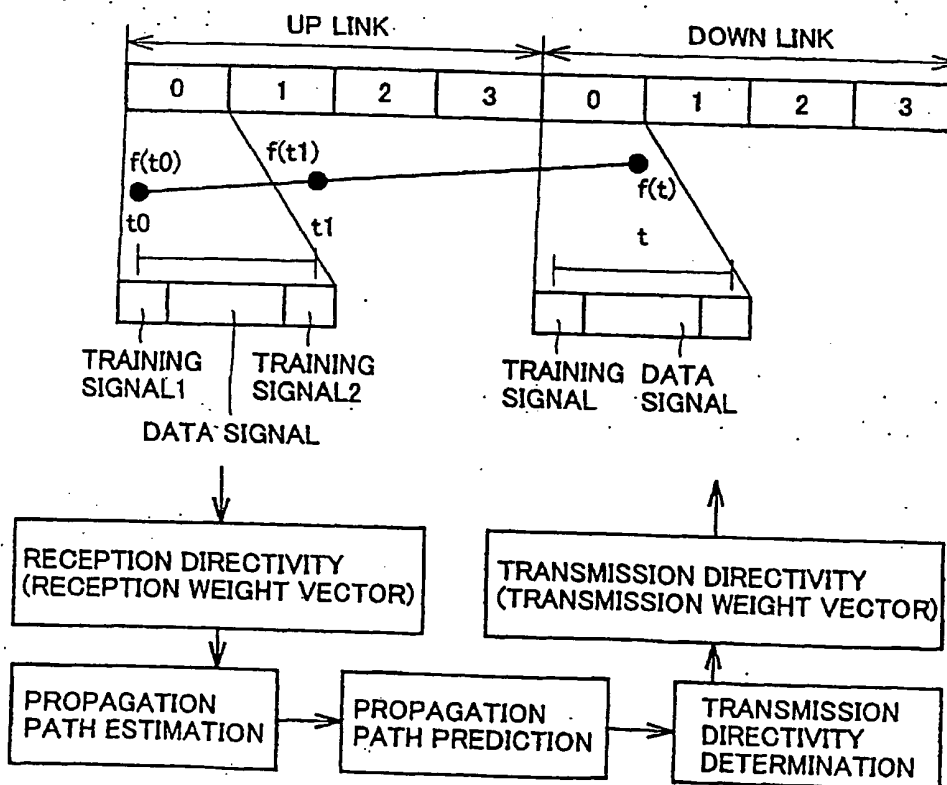 UP LINK
DOWN LINK
0 1 2 3 0 1 2 3
f(t0)
f(t1)
f(t)
t0
t1
t
TRAINING
SIGNAL1
TRAINING
SIGNAL2
DATA SIGNAL
TRAINING
SIGNAL
DATA
SIGNAL
RECEPTION DIRECTIVITY
(RECEPTION WEIGHT VECTOR)
TRANSMISSION DIRECTIVITY
(TRANSMISSION WEIGHT VECTOR)
PROPAGATION
PATH ESTIMATION
PROPAGATION
PATH PREDICTION
TRANSMISSION
DIRECTIVITY
DETERMINATION